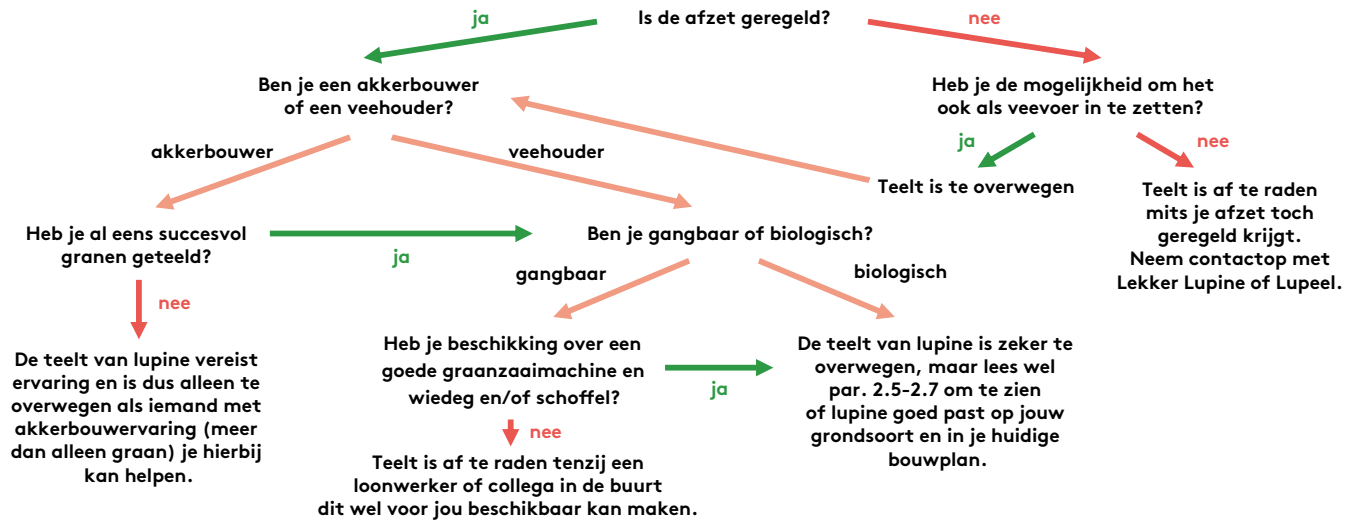 Is de afzet geregeld?
ja
nee
Ben je een akkerbouwer
of een veehouder?
Heb je de mogelijkheid om het
ook als veevoer in te zetten?
akkerbouwer
veehouder
ja
nee
Teelt is te overwegen
Teelt is af te raden
mits je afzet toch
geregeld krijgt.
Neem contactop met
Lekker Lupine of Lupeel.
Heb je al eens succesvol
granen geteeld?
ja
Ben je gangbaar of biologisch?
nee
gangbaar
biologisch
De teelt van lupine vereist
ervaring en is dus alleen te
overwegen als iemand met
akkerbouwervaring (meer
dan alleen graan) je hierbij
kan helpen.
Heb je beschikking over een
goede graanzaaimachine en
wiedeg en/of schoffel?
ja
De teelt van lupine is zeker te
overwegen, maar lees wel
par. 2.5-2.7 om te zien
of lupine goed past op jouw
grondsoort en in je huidige
bouwplan.
nee
Teelt is af te raden tenzij een
loonwerker of collega in de buurt
dit wel voor jou beschikbaar kan maken.